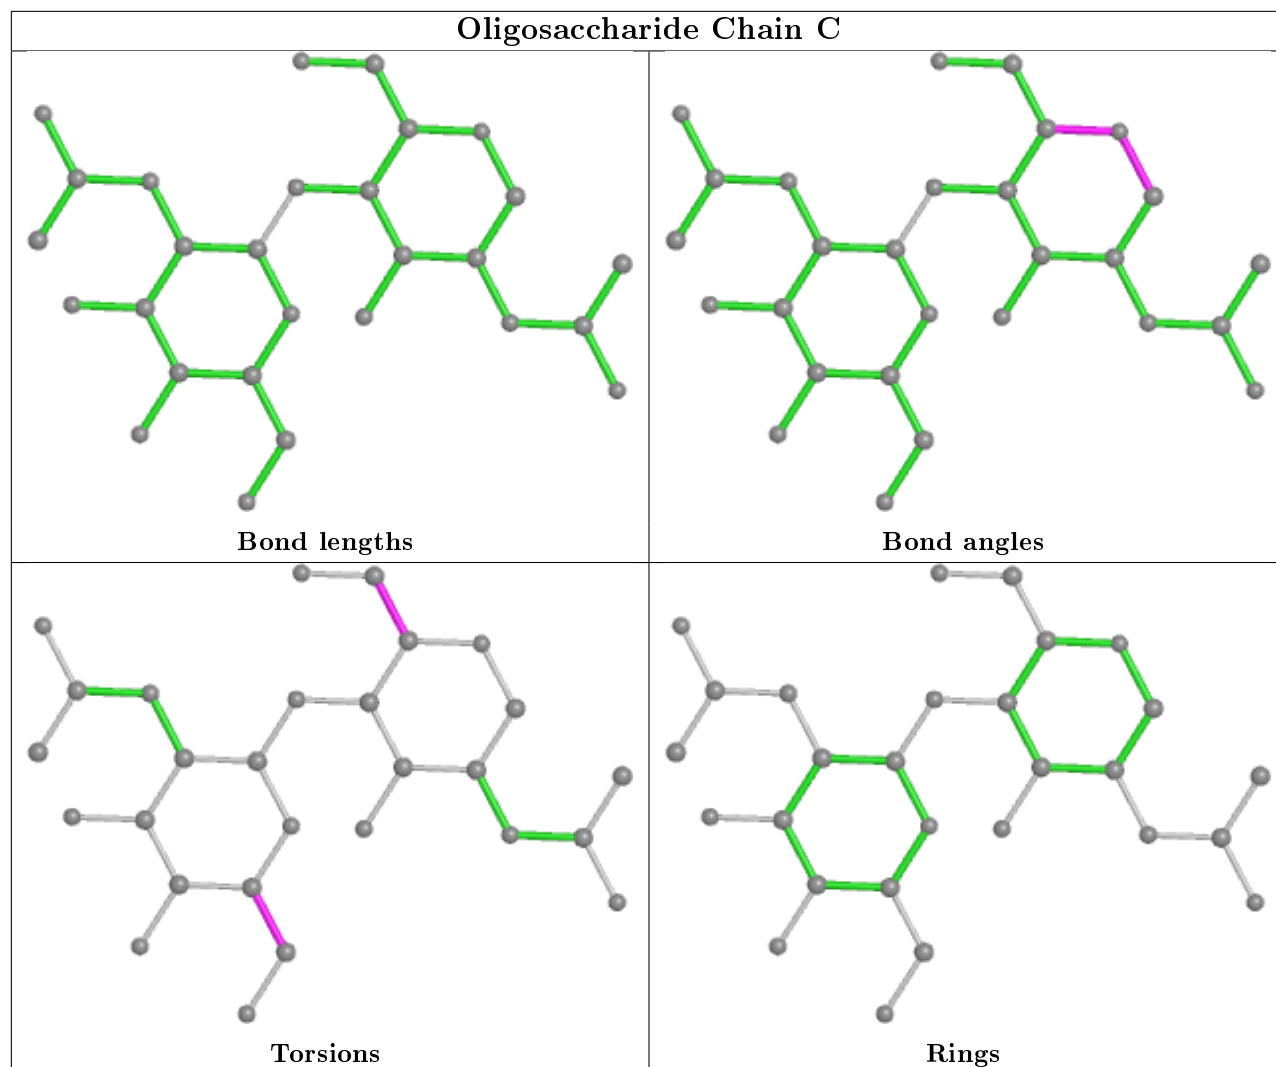 Oligosaccharide Chain C
Bond lengths
Bond angles
Torsions
Rings